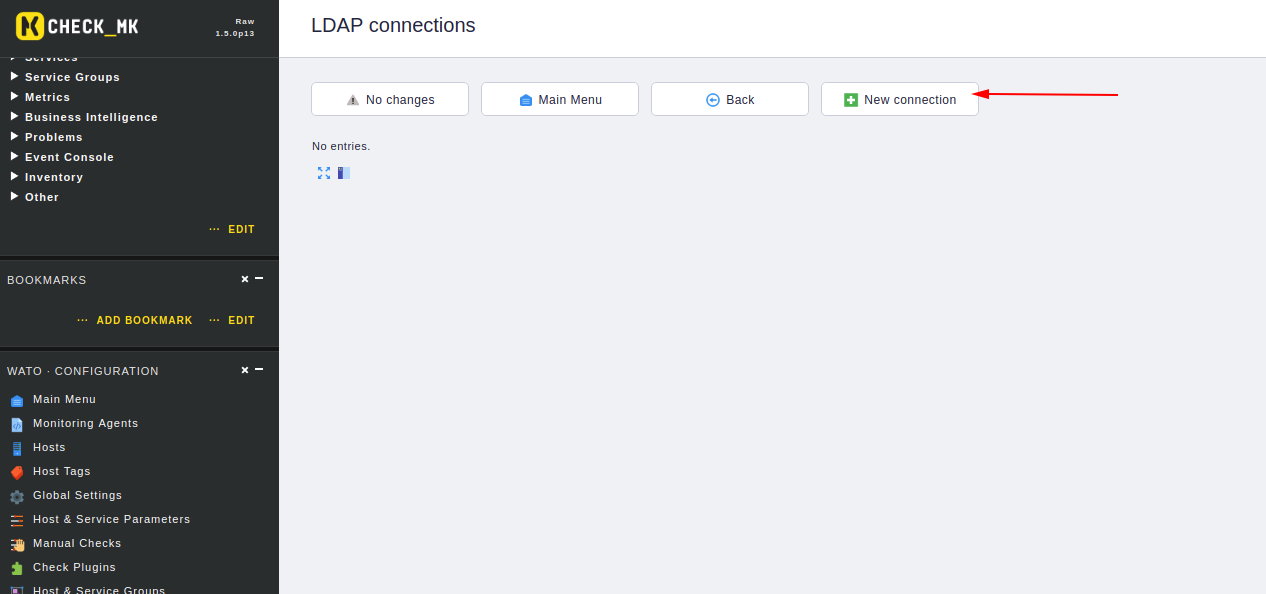 CHECK_MK
Raw
1.5.0p13
Services
Service Groups
Metrics
Business Intelligence
Problems
Event Console
Inventory
Other
··· EDIT
BOOKMARKS
··· ADD BOOKMARK ··· EDIT
WATO · CONFIGURATION
Main Menu
Monitoring Agents
Hosts
Host Tags
Global Settings
Host & Service Parameters
Manual Checks
Check Plugins
Host & Service Groups
LDAP connections
No changes
Main Menu
Back
New connection
No entries.